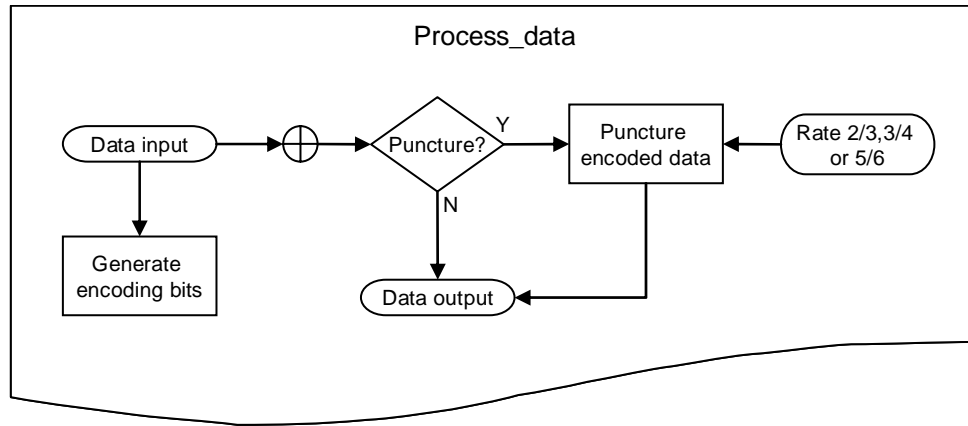 Process_data
Data input
Puncture?
Y
N
Puncture
encoded data
Rate 2/3,3/4
or 5/6
Generate
encoding bits
Data output